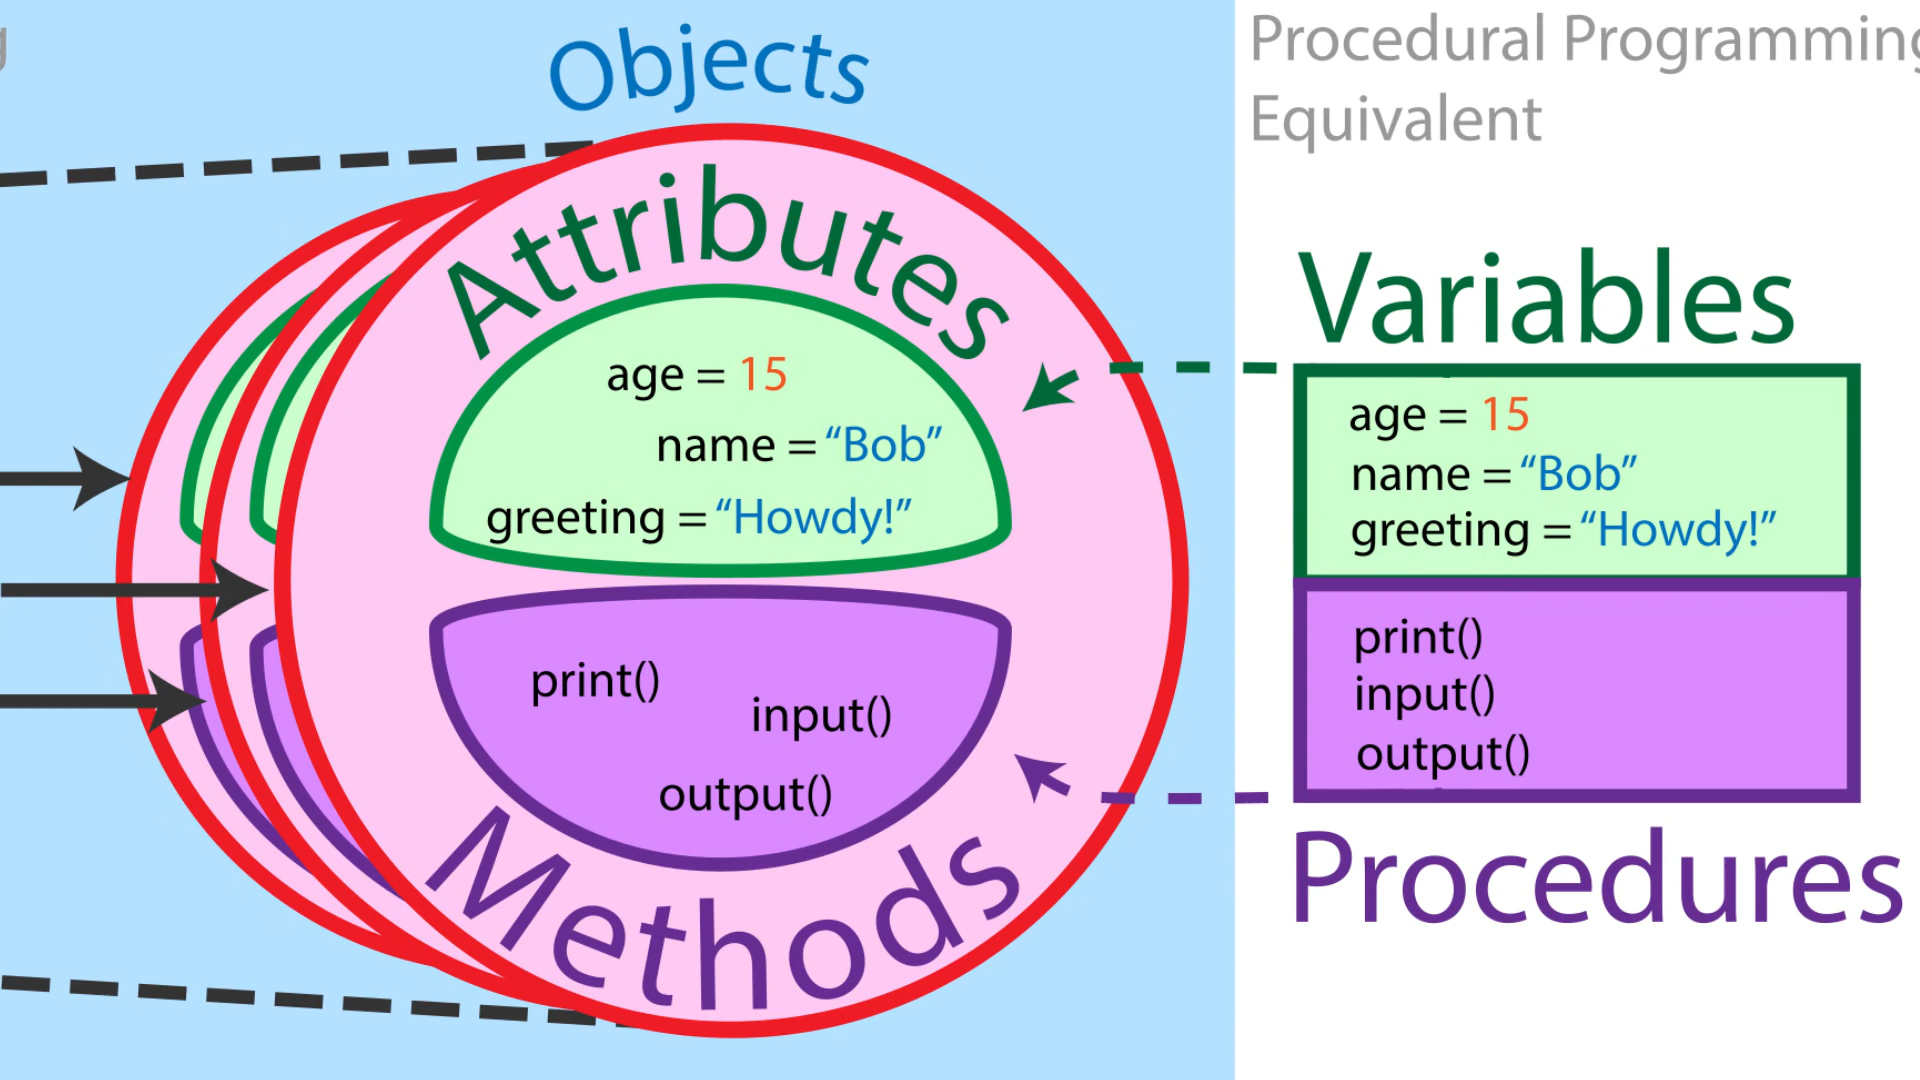 Objects
Attributes
age = 15
name = “Bob”
greeting = “Howdy!”
print()
input()
output()
Methods
Procedural Programming
Equivalent
Variables
age = 15
name = “Bob”
greeting = “Howdy!”
print()
input()
output()
Procedures